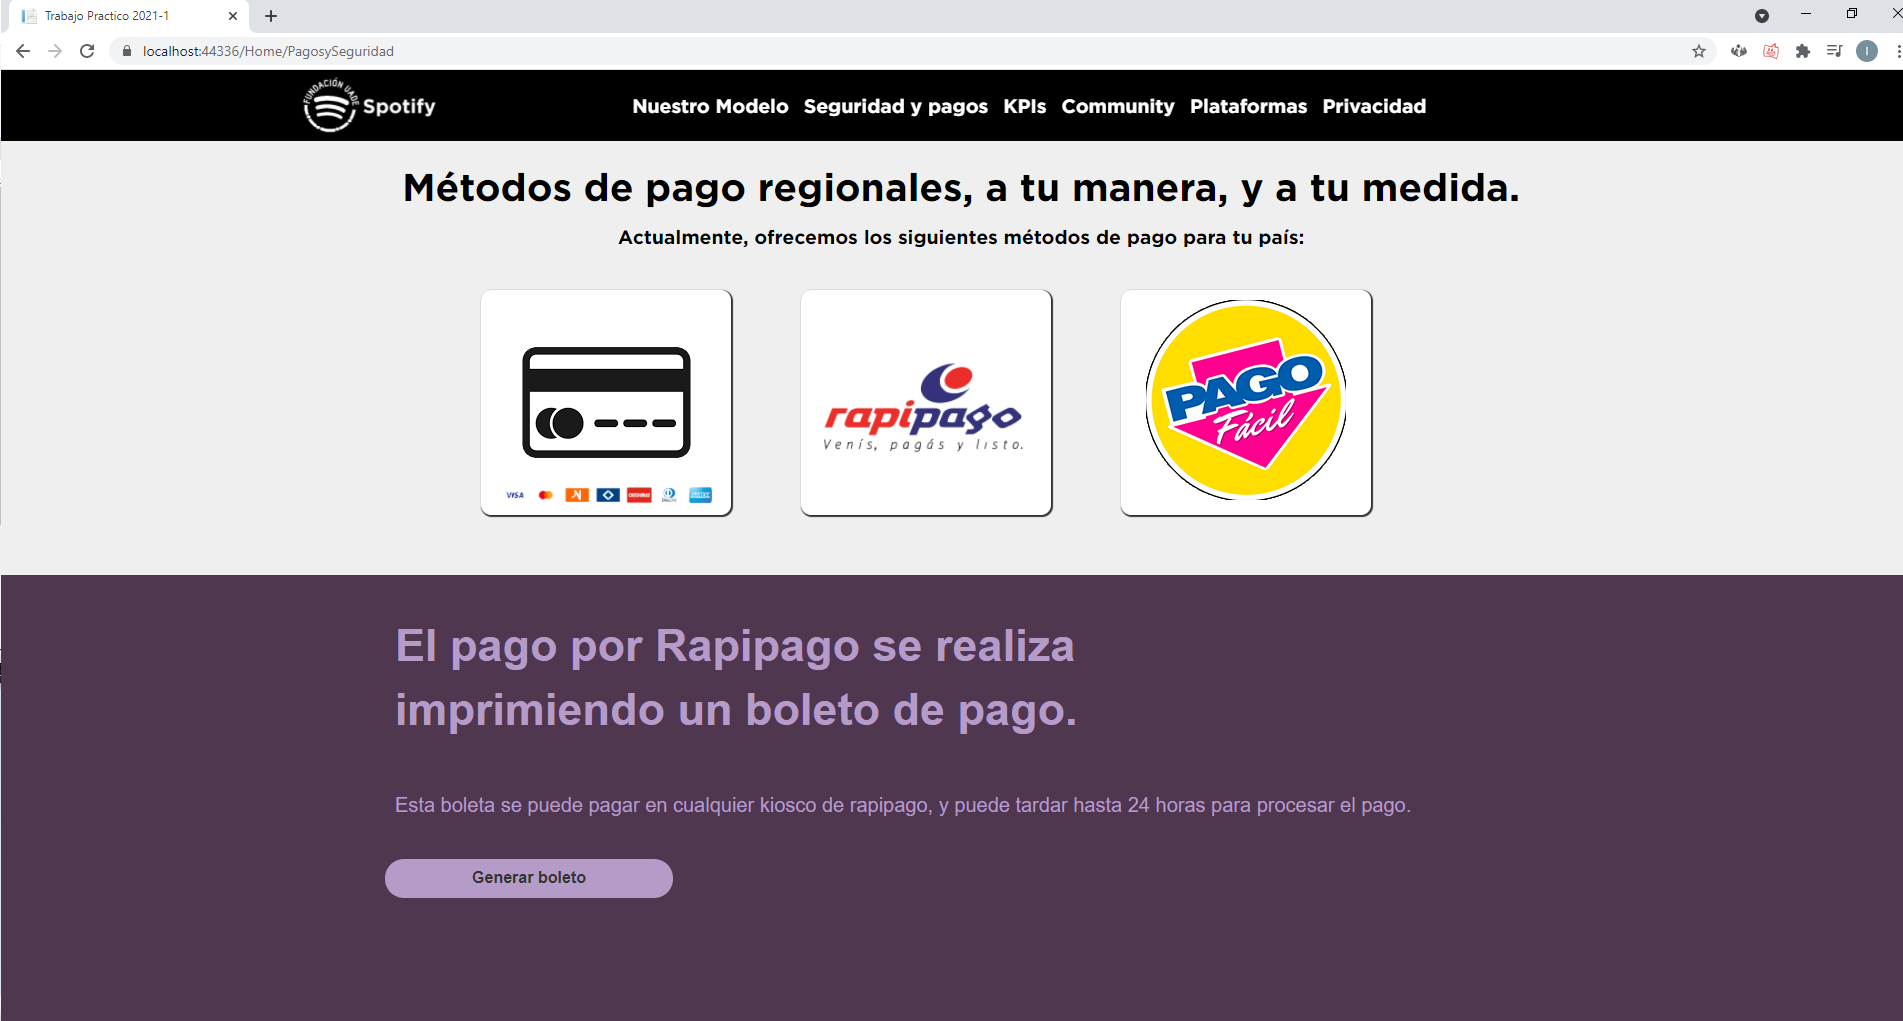 Trabajo Practico 2021-1
localhost:44336/Home/PagosySeguridad
I
FUNDACIÓN UADE
Spotify
Nuestro Modelo Seguridad y pagos KPIs Community Plataformas Privacidad
Métodos de pago regionales, a tu manera, y a tu medida.
Actualmente, ofrecemos los siguientes métodos de pago para tu país:
VISA
rapipago
Venís, pagás y listo.
PAGO
Fácil
El pago por Rapipago se realiza
imprimiendo un boleto de pago.
Esta boleta se puede pagar en cualquier kiosco de rapipago, y puede tardar hasta 24 horas para procesar el pago.
Generar boleto